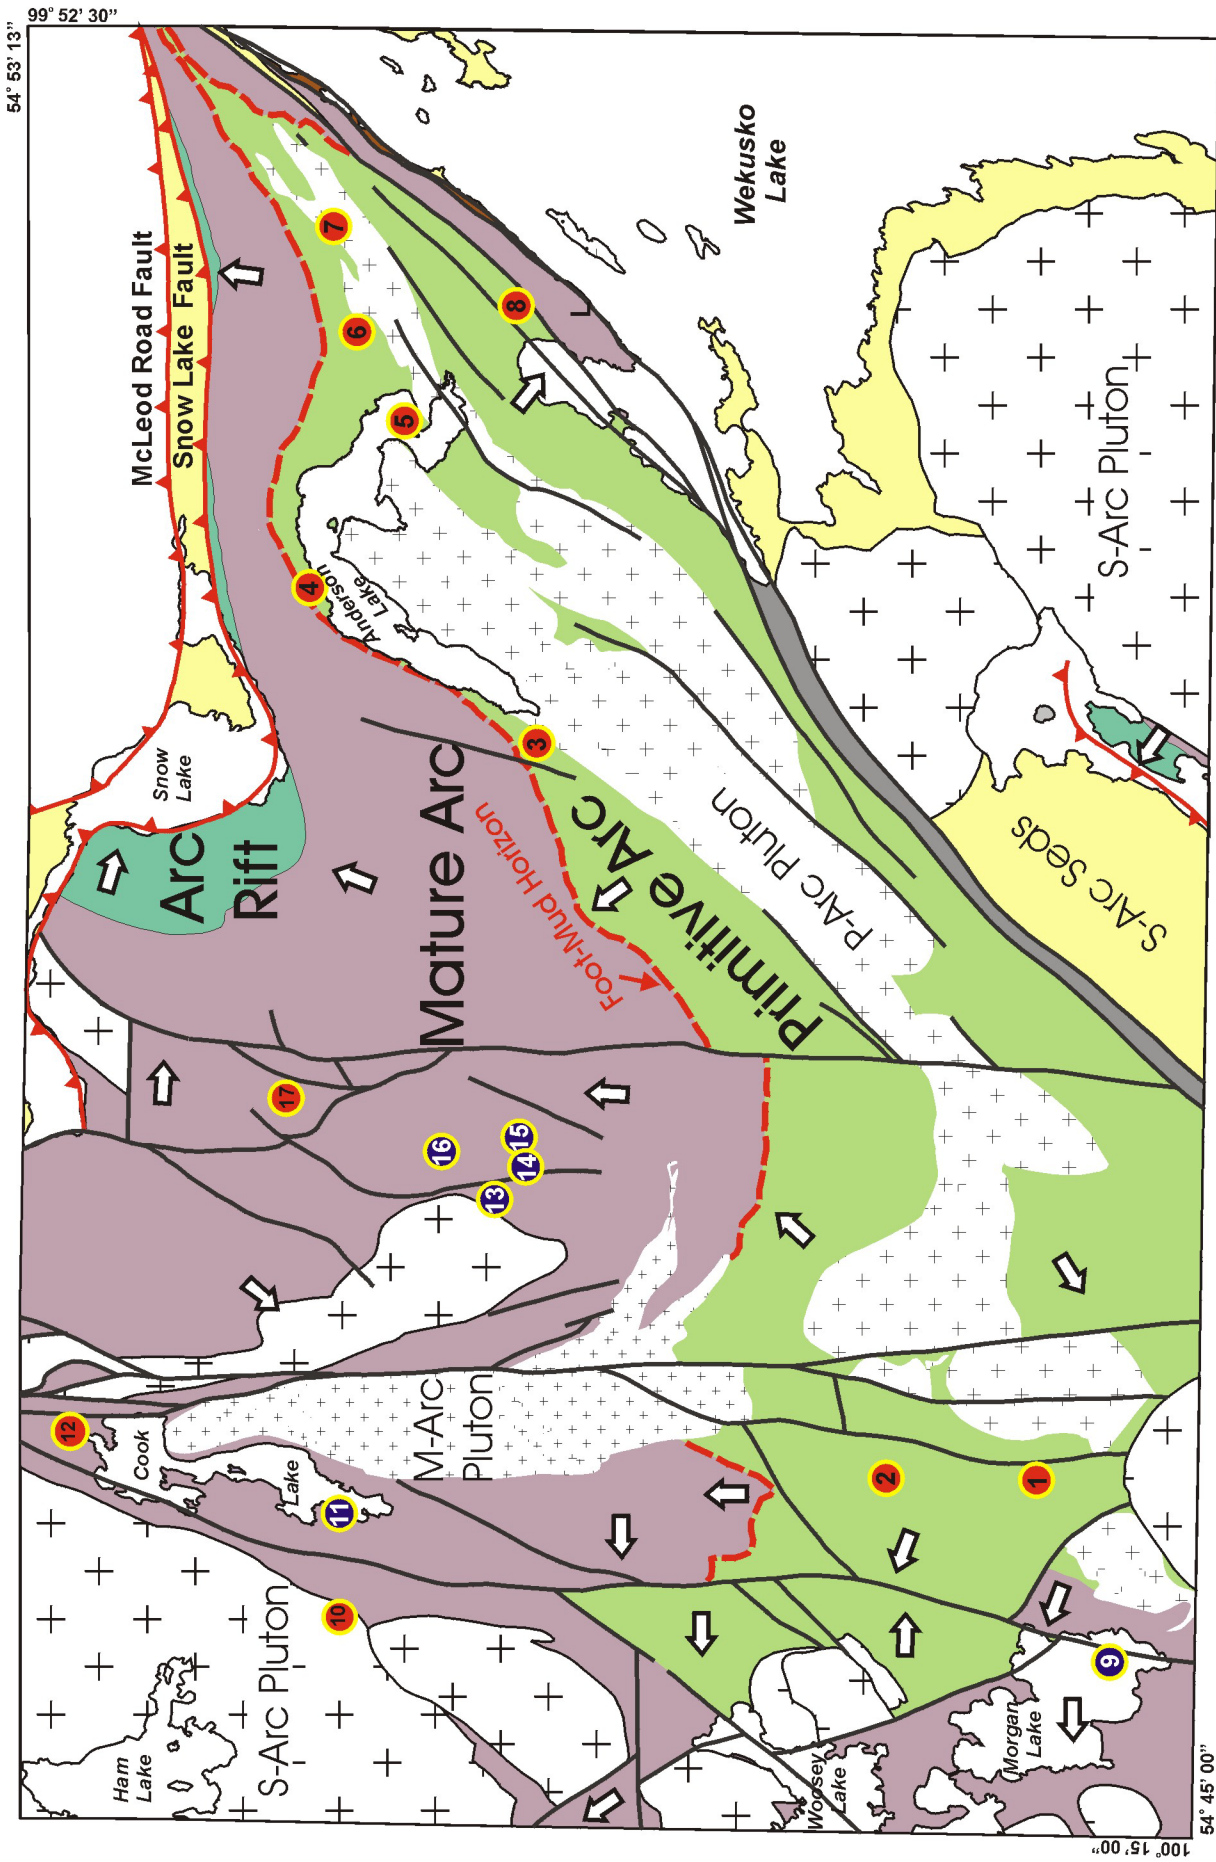 99° 52' 30"
54° 53' 13"
McLeod Road Fault
Snow Lake Fault
Wekusko
Lake
7
6
8
5
4
Anderson
Lake
3
Snow
Lake
Arc
Rift
Mature Arc
Foot-Mud Horizon
Primitive Arc
P-Arc Pluton
S-Arc Pluton
S-Arc Seds
17
16
15
14
13
M-Arc
Pluton
12
Cook
Lake
11
10
2
1
9
S-Arc Pluton
Ham
Lake
Woosey
Lake
Morgan
Lake
L
54° 45' 00"
100° 15' 00"